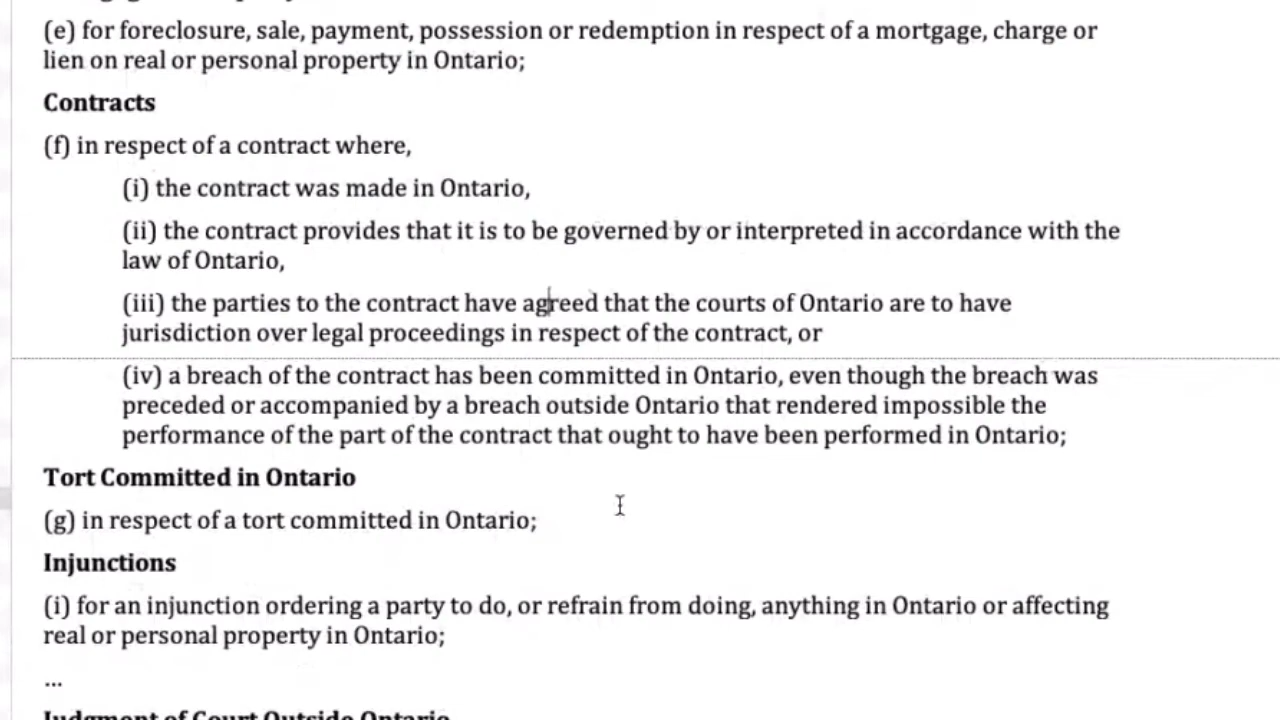 (e) for foreclosure, sale, payment, possession or redemption in respect of a mortgage, charge or
lien on real or personal property in Ontario;
Contracts
(f) in respect of a contract where,
(i) the contract was made in Ontario,
(ii) the contract provides that it is to be governed by or interpreted in accordance with the
law of Ontario,
(iii) the parties to the contract have agreed that the courts of Ontario are to have
jurisdiction over legal proceedings in respect of the contract, or
(iv) a breach of the contract has been committed in Ontario, even though the breach was
preceded or accompanied by a breach outside Ontario that rendered impossible the
performance of the part of the contract that ought to have been performed in Ontario;
Tort Committed in Ontario
(g) in respect of a tort committed in Ontario;
Injunctions
(i) for an injunction ordering a party to do, or refrain from doing, anything in Ontario or affecting
real or personal property in Ontario;
...
Judgment of Court Outside Ontario